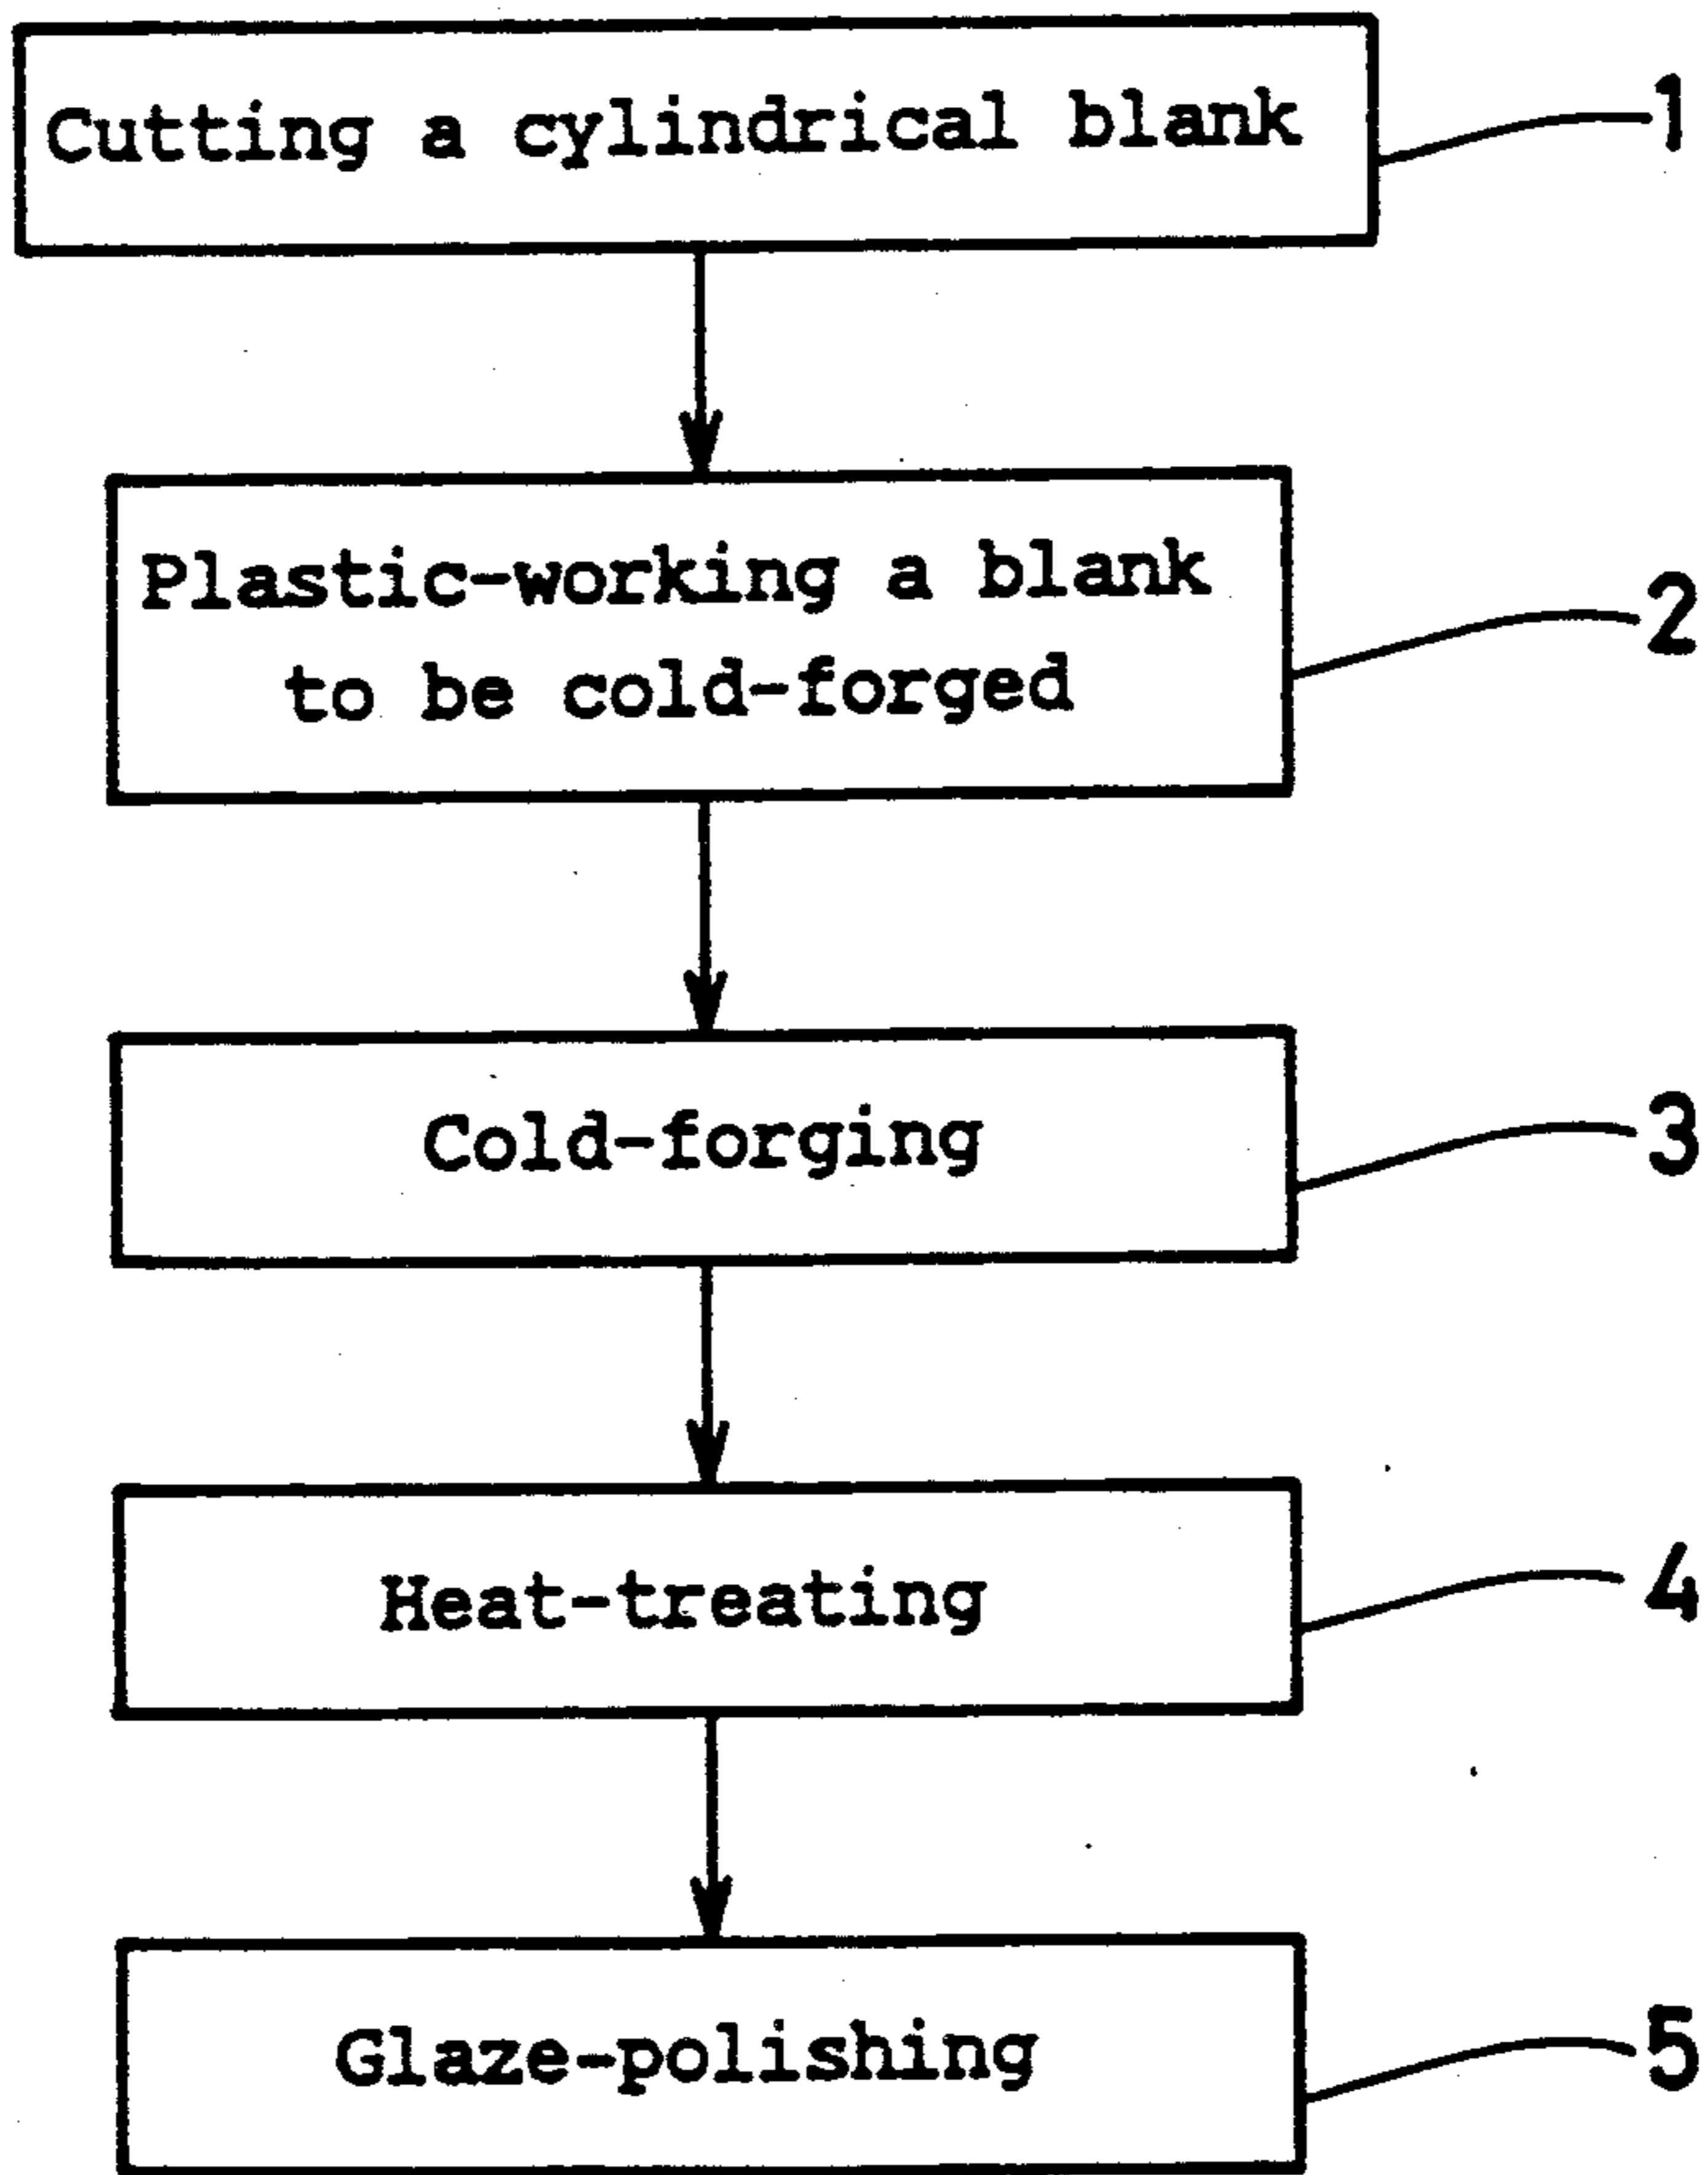 Cutting a cylindrical blank
1
Plastic-working a blank
to be cold-forged
2
Cold-forging
3
Heat-treating
4
Glaze-polishing
5